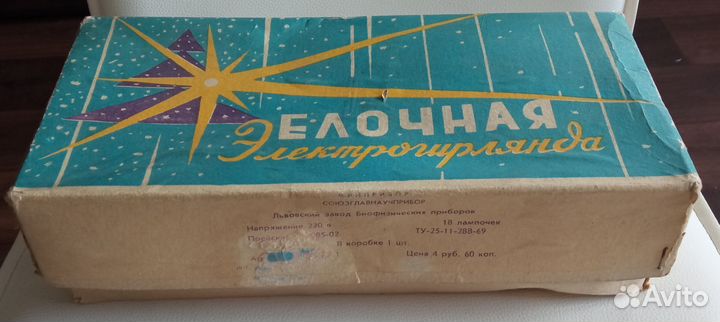 ЕЛОЧНАЯ
Электрогирлянда
СОЮЗГЛАВНАУЧПРИБОР
Львовский завод биофизических приборов
Напряжение 220 в 18 лампочек
ТУ-25-11-288-69
В коробке 1 шт.
Цена 4 руб. 60 коп.
Avito